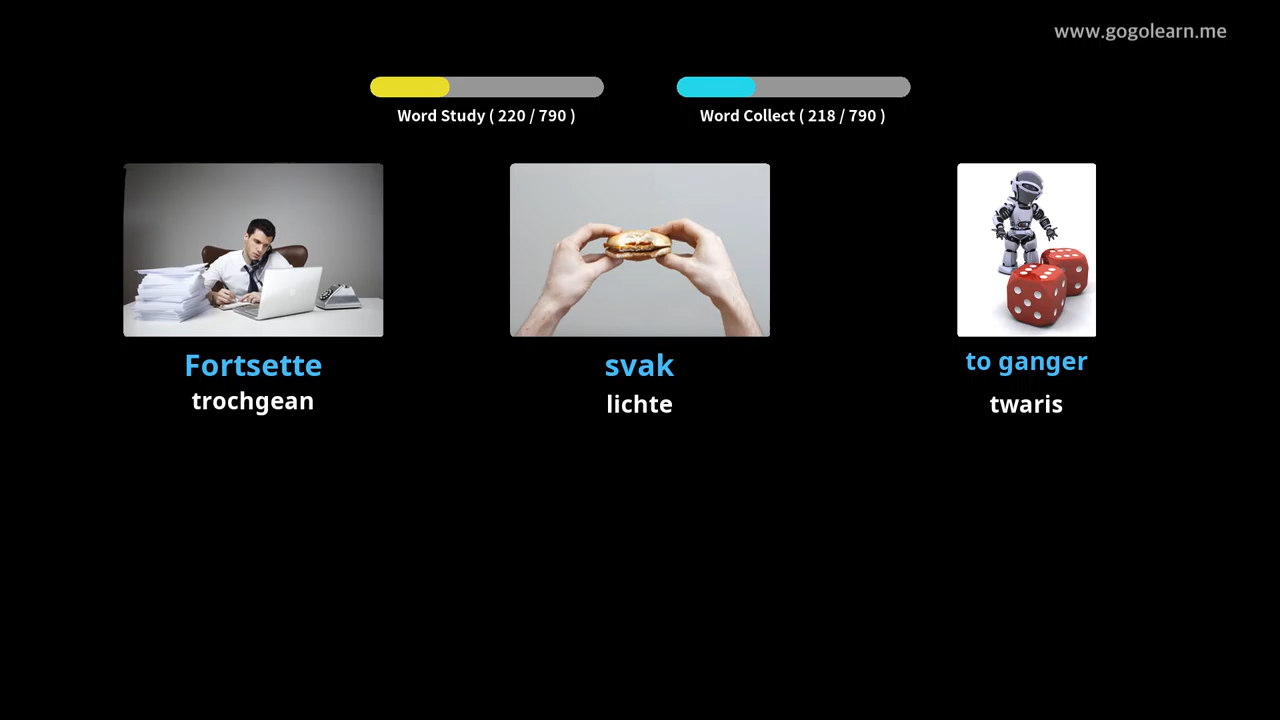 www.gogolearn.me
Word Study ( 220 / 790 )
Word Collect ( 218 / 790 )
Fortsette
trochgean
svak
lichte
to ganger
twaris